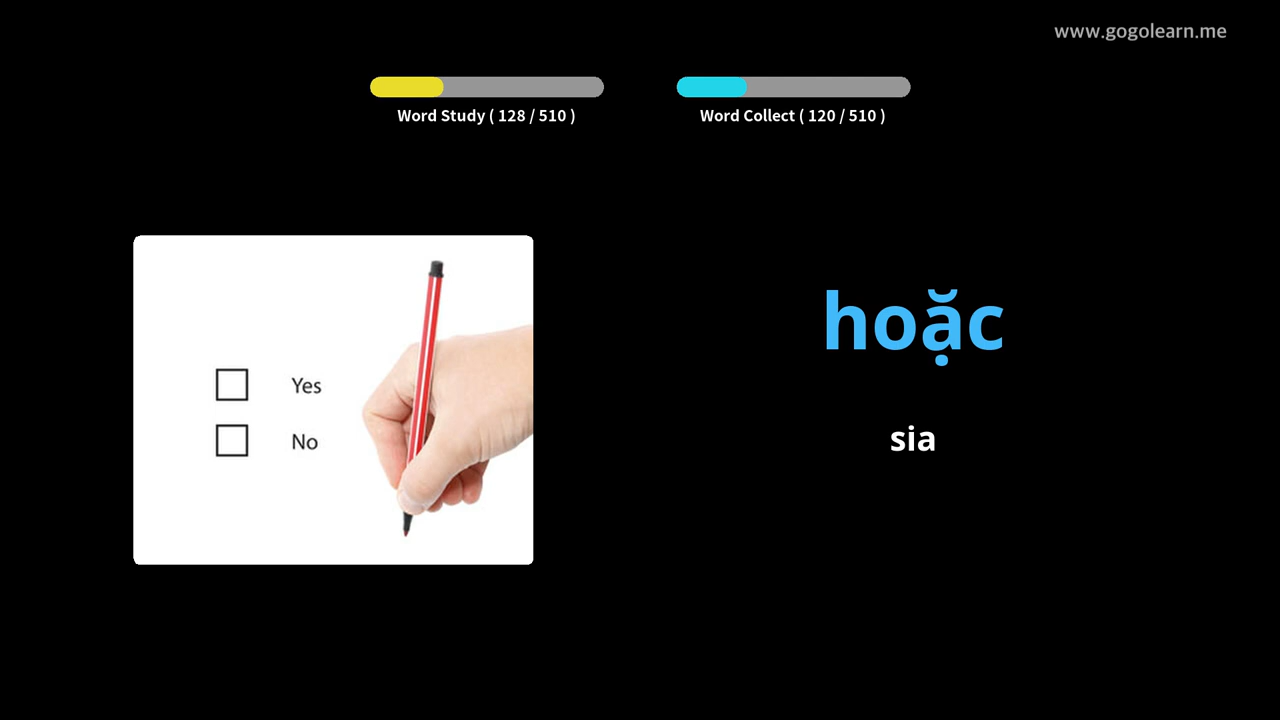 www.gogolearn.me
Word Study ( 128 / 510 )
Word Collect ( 120 / 510 )
Yes
No
hoặc
sia